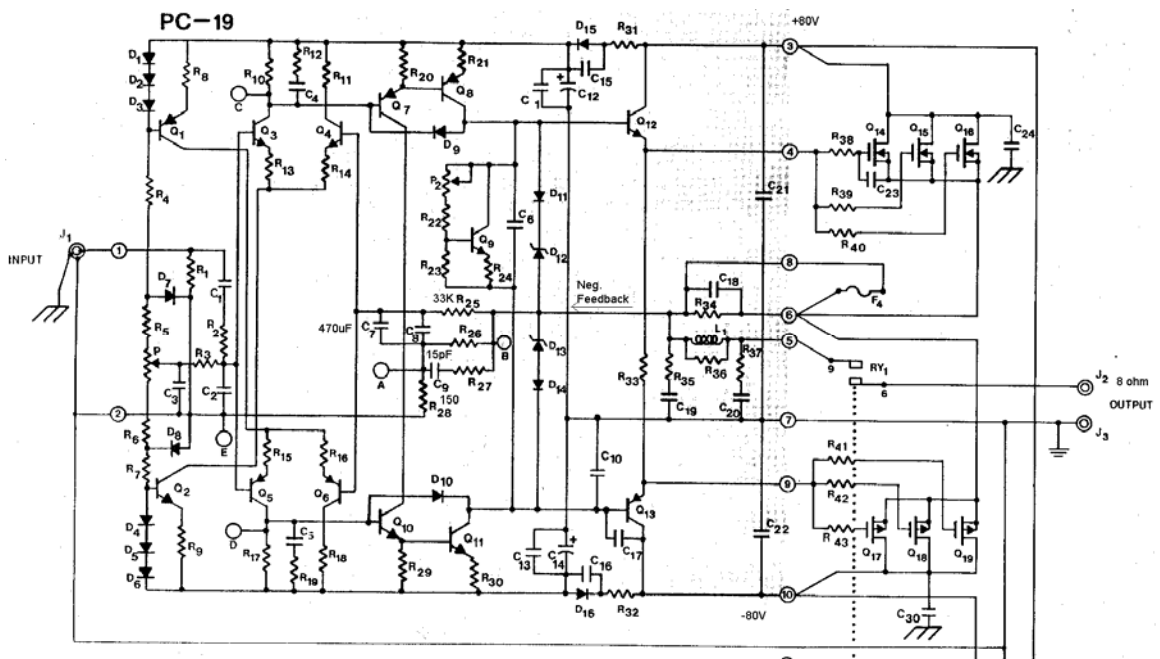 PC-19
+80V
D15
R31
3
D1
R8
R12
R11
R20
R21
D2
R10
C4
C
D3
C15
C12
Q1
Q3
Q4
Q7
Q8
D9
Q12
Q14
Q15
Q16
C24
R13
R14
4
R38
C23
R4
P2
D11
C21
R39
R22
C6
R40
J1
1
Q9
D12
8
INPUT
R1
D7
C1
R23
R24
C18
F4
Neg.
Feedback
33K R25
R34
6
R5
R2
470uF
C7
C8
R26
B
L1
5
P
R3
D13
R37
RY1
9
A
15pF
C9
R27
R36
J2 8 ohm
C3
C2
150
R28
D14
R33
R35
6
OUTPUT
2
C19
C20
7
J3
R6
D8
E
R7
R15
R16
C10
R41
Q2
Q5
Q6
D10
9
R42
D4
D
C5
Q10
Q11
Q13
C22
R43
Q17
Q18
Q19
D5
R9
R17
R18
C13
C14
C17
C16
D6
R19
R29
R30
D16
R32
10
C30
-80V